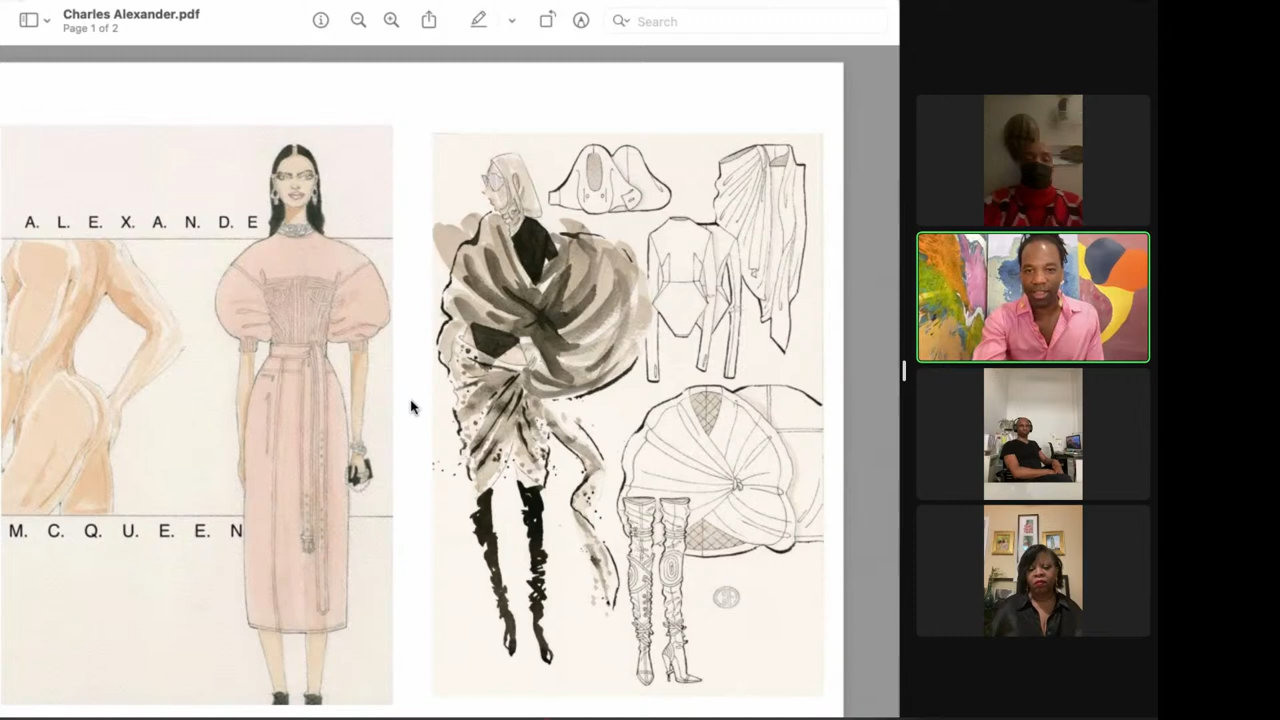 Charles Alexander.pdf
Page 1 of 2
Search
A. L. E. X. A. N. D. E
M. C. Q. U. E. E. N